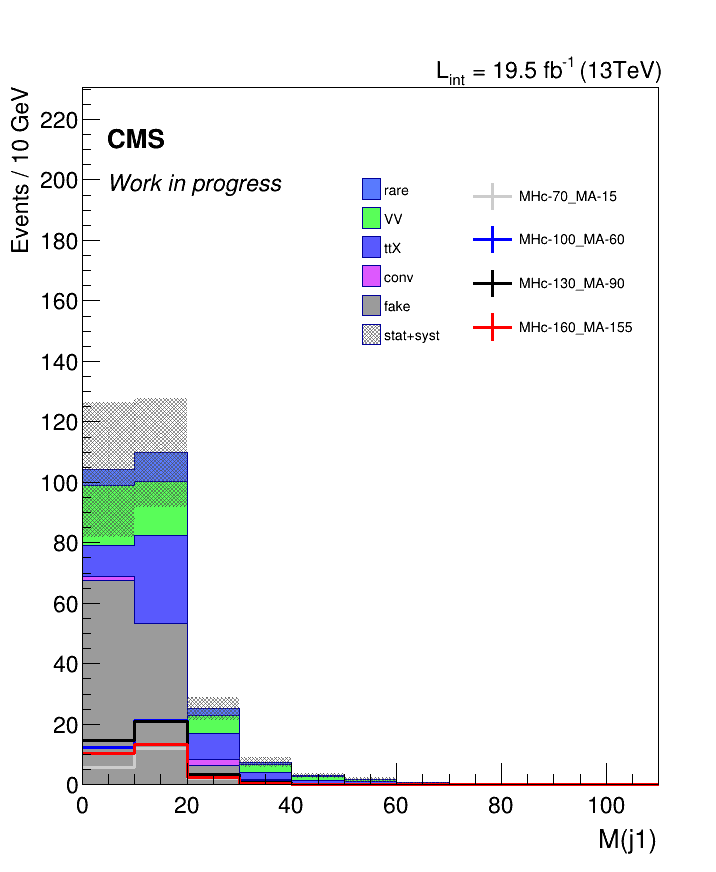 L_int = 19.5 fb^-1 (13TeV)
Events / 10 GeV
CMS
Work in progress
rare
VV
ttX
conv
fake
stat+syst
MHc-70_MA-15
MHc-100_MA-60
MHc-130_MA-90
MHc-160_MA-155
220
200
180
160
140
120
100
80
60
40
20
0
0 20 40 60 80 100
M(j1)